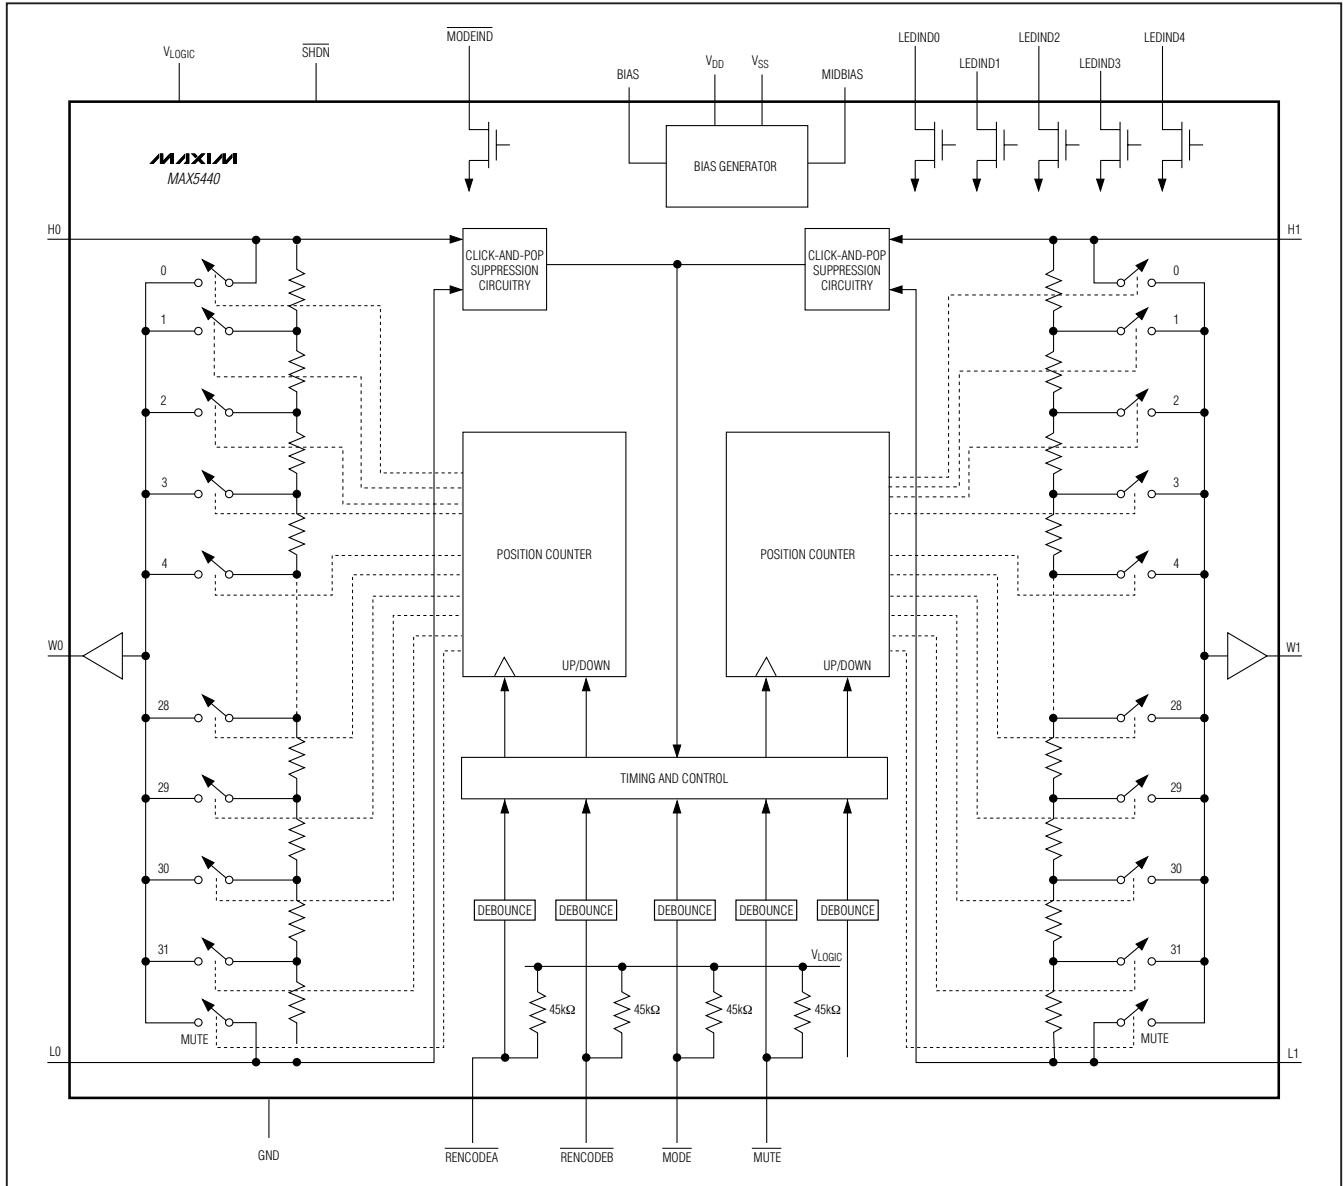 MODEIND
VLOGIC
SHDN
BIAS
VDD
VSS
MIDBIAS
LEDIND0
LEDIND1
LEDIND2
LEDIND3
LEDIND4
MAXIM
MAX5440
BIAS GENERATOR
H0
H1
CLICK-AND-POP
SUPPRESSION
CIRCUITRY
CLICK-AND-POP
SUPPRESSION
CIRCUITRY
0
1
2
3
4
28
29
30
31
MUTE
0
1
2
3
4
28
29
30
31
MUTE
POSITION COUNTER
UP/DOWN
POSITION COUNTER
UP/DOWN
W0
W1
TIMING AND CONTROL
DEBOUNCE
DEBOUNCE
DEBOUNCE
DEBOUNCE
DEBOUNCE
VLOGIC
45kΩ
45kΩ
45kΩ
45kΩ
L0
L1
GND
RENCODEA
RENCODEB
MODE
MUTE